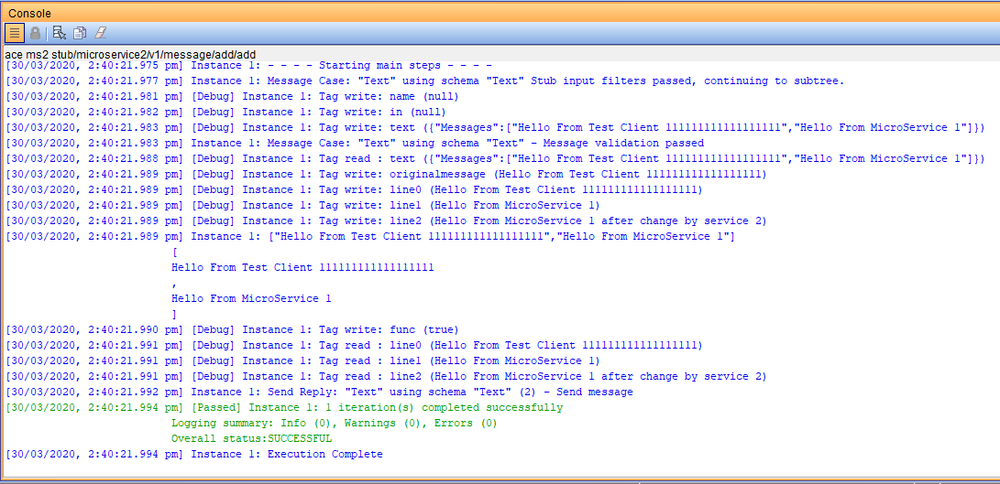 Console
ace ms2 stub/microservice2/v1/message/add/add
[30/03/2020, 2:40:21.975 pm] Instance 1: - - - - Starting main steps - - - -
[30/03/2020, 2:40:21.977 pm] Instance 1: Message Case: "Text" using schema "Text" Stub input filters passed, continuing to subtree.
[30/03/2020, 2:40:21.981 pm] [Debug] Instance 1: Tag write: name (null)
[30/03/2020, 2:40:21.982 pm] [Debug] Instance 1: Tag write: in (null)
[30/03/2020, 2:40:21.983 pm] [Debug] Instance 1: Tag write: text ({"Messages":["Hello From Test Client 111111111111111111","Hello From MicroService 1"]})
[30/03/2020, 2:40:21.983 pm] Instance 1: Message Case: "Text" using schema "Text" - Message validation passed
[30/03/2020, 2:40:21.988 pm] [Debug] Instance 1: Tag read : text ({"Messages":["Hello From Test Client 111111111111111111","Hello From MicroService 1"]})
[30/03/2020, 2:40:21.989 pm] [Debug] Instance 1: Tag write: originalmessage (Hello From Test Client 111111111111111111)
[30/03/2020, 2:40:21.989 pm] [Debug] Instance 1: Tag write: line0 (Hello From Test Client 111111111111111111)
[30/03/2020, 2:40:21.989 pm] [Debug] Instance 1: Tag write: line1 (Hello From MicroService 1)
[30/03/2020, 2:40:21.989 pm] [Debug] Instance 1: Tag write: line2 (Hello From MicroService 1 after change by service 2)
[30/03/2020, 2:40:21.989 pm] Instance 1: ["Hello From Test Client 111111111111111111","Hello From MicroService 1"]
[
Hello From Test Client 111111111111111111
,
Hello From MicroService 1
]
[30/03/2020, 2:40:21.990 pm] [Debug] Instance 1: Tag write: func (true)
[30/03/2020, 2:40:21.991 pm] [Debug] Instance 1: Tag read : line0 (Hello From Test Client 111111111111111111)
[30/03/2020, 2:40:21.991 pm] [Debug] Instance 1: Tag read : line1 (Hello From MicroService 1)
[30/03/2020, 2:40:21.991 pm] [Debug] Instance 1: Tag read : line2 (Hello From MicroService 1 after change by service 2)
[30/03/2020, 2:40:21.992 pm] Instance 1: Send Reply: "Text" using schema "Text" (2) - Send message
[30/03/2020, 2:40:21.994 pm] [Passed] Instance 1: 1 iteration(s) completed successfully
Logging summary: Info (0), Warnings (0), Errors (0)
Overall status:SUCCESSFUL
[30/03/2020, 2:40:21.994 pm] Instance 1: Execution Complete